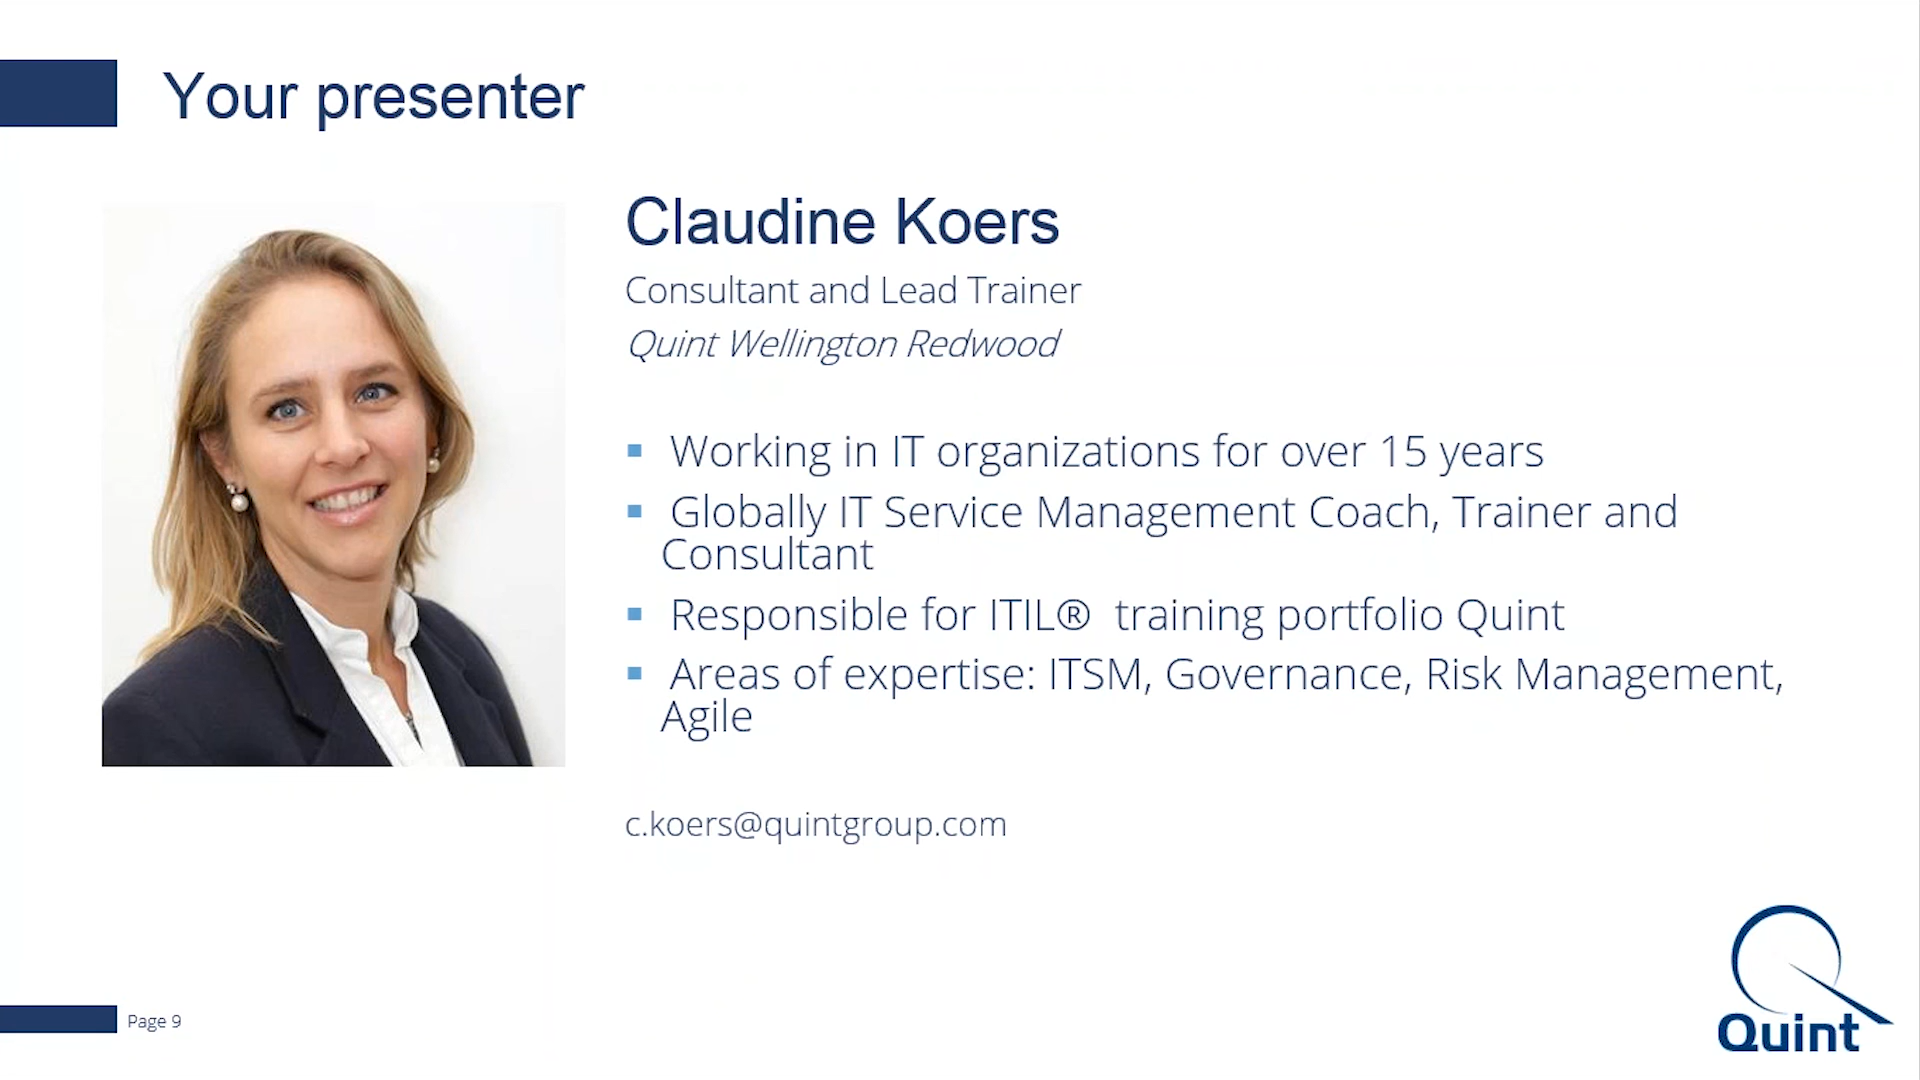 Your presenter
Claudine Koers
Consultant and Lead Trainer
Quint Wellington Redwood
▪ Working in IT organizations for over 15 years
▪ Globally IT Service Management Coach, Trainer and
Consultant
▪ Responsible for ITIL® training portfolio Quint
▪ Areas of expertise: ITSM, Governance, Risk Management,
Agile
c.koers@quintgroup.com
Page 9
Quint